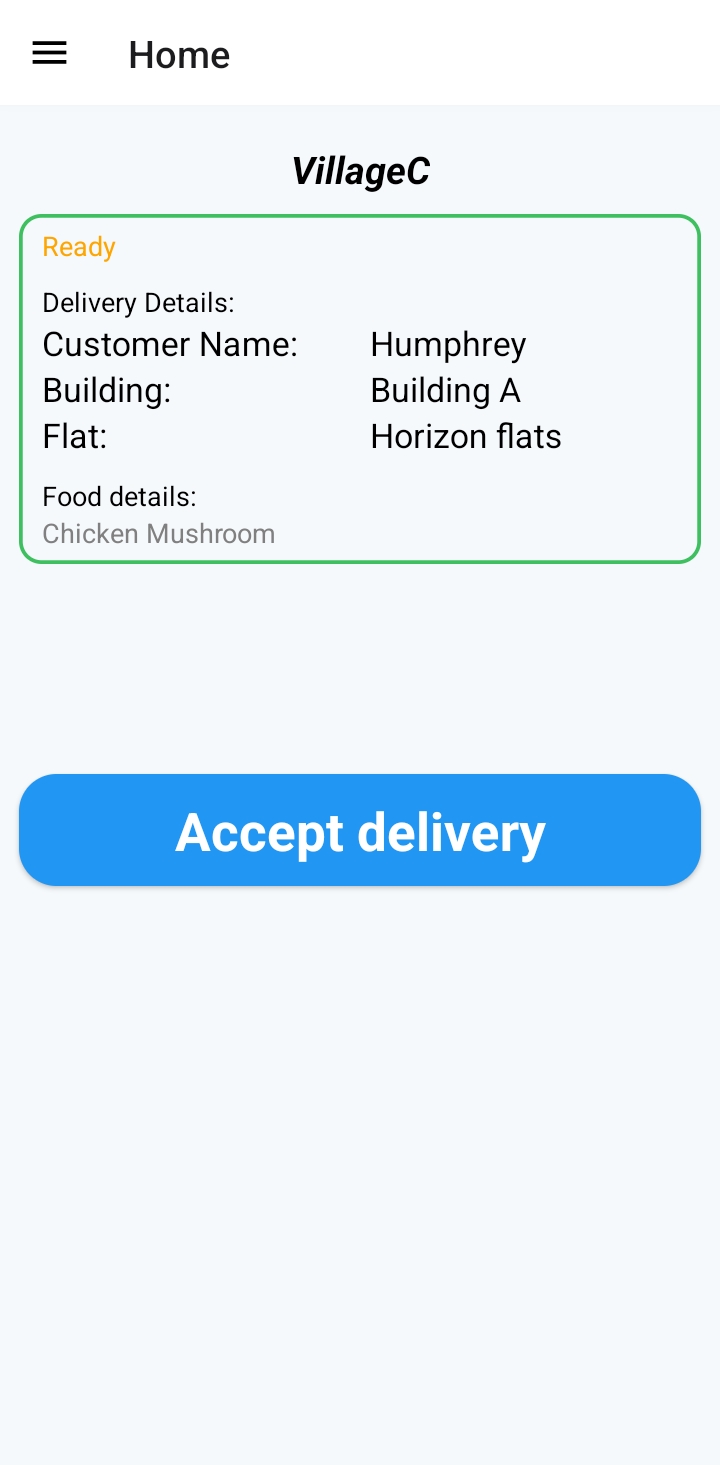 Home
VillageC
Ready
Delivery Details:
Customer Name: Humphrey
Building: Building A
Flat: Horizon flats
Food details:
Chicken Mushroom
Accept delivery